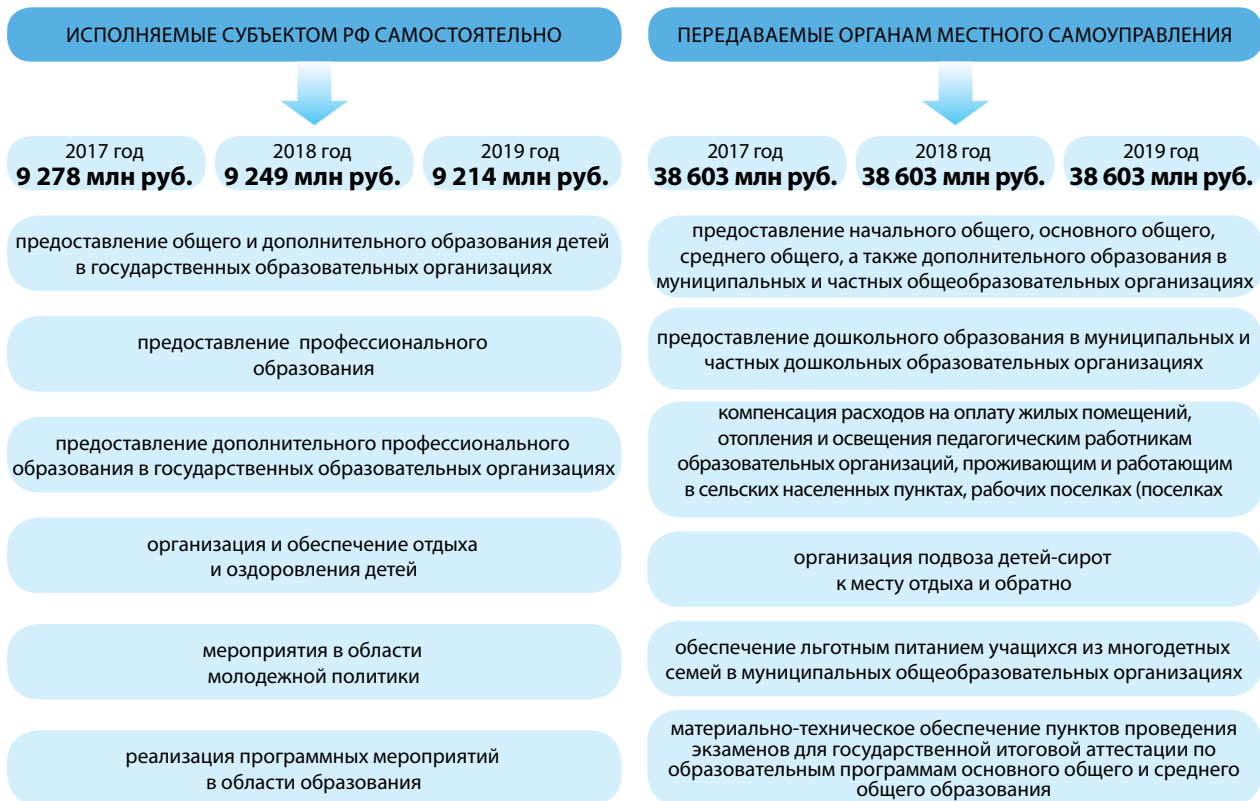 ИСПОЛНЯЕМЫЕ СУБЪЕКТОМ РФ САМОСТОЯТЕЛЬНО
2017 год
9 278 млн руб.
2018 год
9 249 млн руб.
2019 год
9 214 млн руб.
предоставление общего и дополнительного образования детей
в государственных образовательных организациях
предоставление профессионального
образования
предоставление дополнительного профессионального
образования в государственных образовательных организациях
организация и обеспечение отдыха
и оздоровления детей
мероприятия в области
молодежной политики
реализация программных мероприятий
в области образования
ПЕРЕДАВАЕМЫЕ ОРГАНАМ МЕСТНОГО САМОУПРАВЛЕНИЯ
2017 год
38 603 млн руб.
2018 год
38 603 млн руб.
2019 год
38 603 млн руб.
предоставление начального общего, основного общего,
среднего общего, а также дополнительного образования в
муниципальных и частных общеобразовательных организациях
предоставление дошкольного образования в муниципальных и
частных дошкольных образовательных организациях
компенсация расходов на оплату жилых помещений,
отопления и освещения педагогическим работникам
образовательных организаций, проживающим и работающим
в сельских населенных пунктах, рабочих поселках (поселках
организация подвоза детей-сирот
к месту отдыха и обратно
обеспечение льготным питанием учащихся из многодетных
семей в муниципальных общеобразовательных организациях
материально-техническое обеспечение пунктов проведения
экзаменов для государственной итоговой аттестации по
образовательным программам основного общего и среднего
общего образования